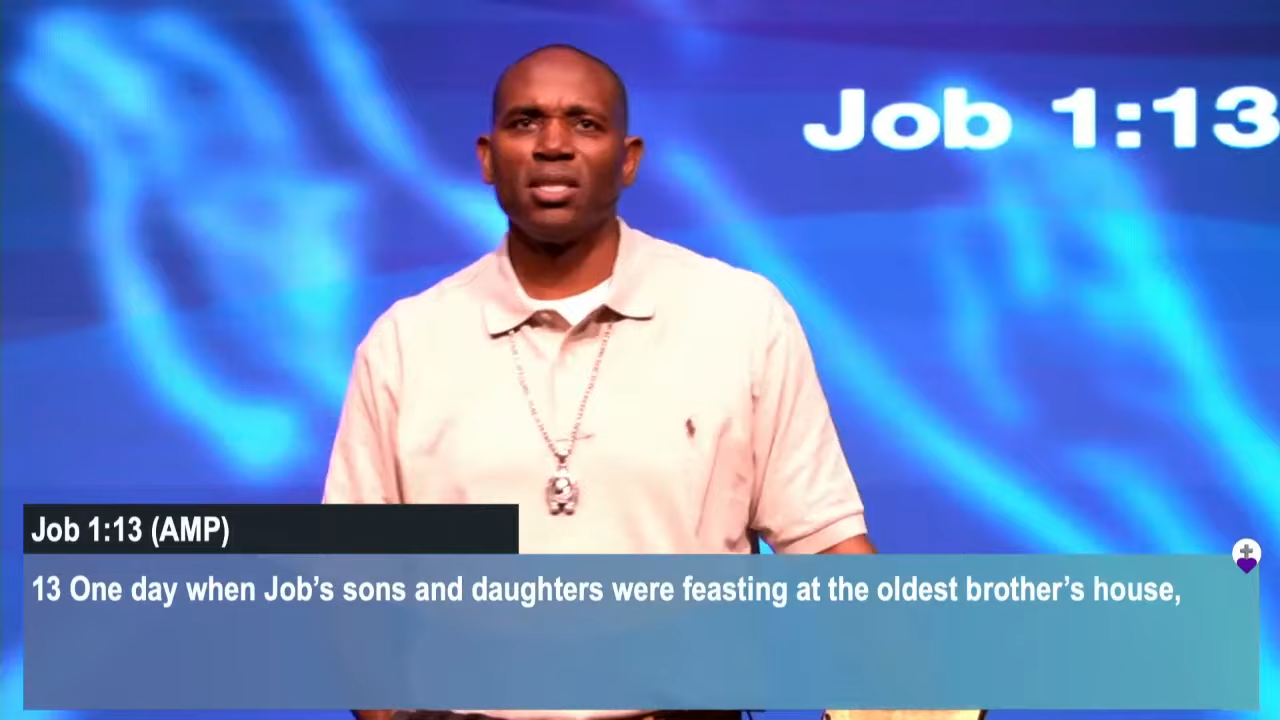 Job 1:13
Job 1:13 (AMP)
13 One day when Job’s sons and daughters were feasting at the oldest brother’s house,